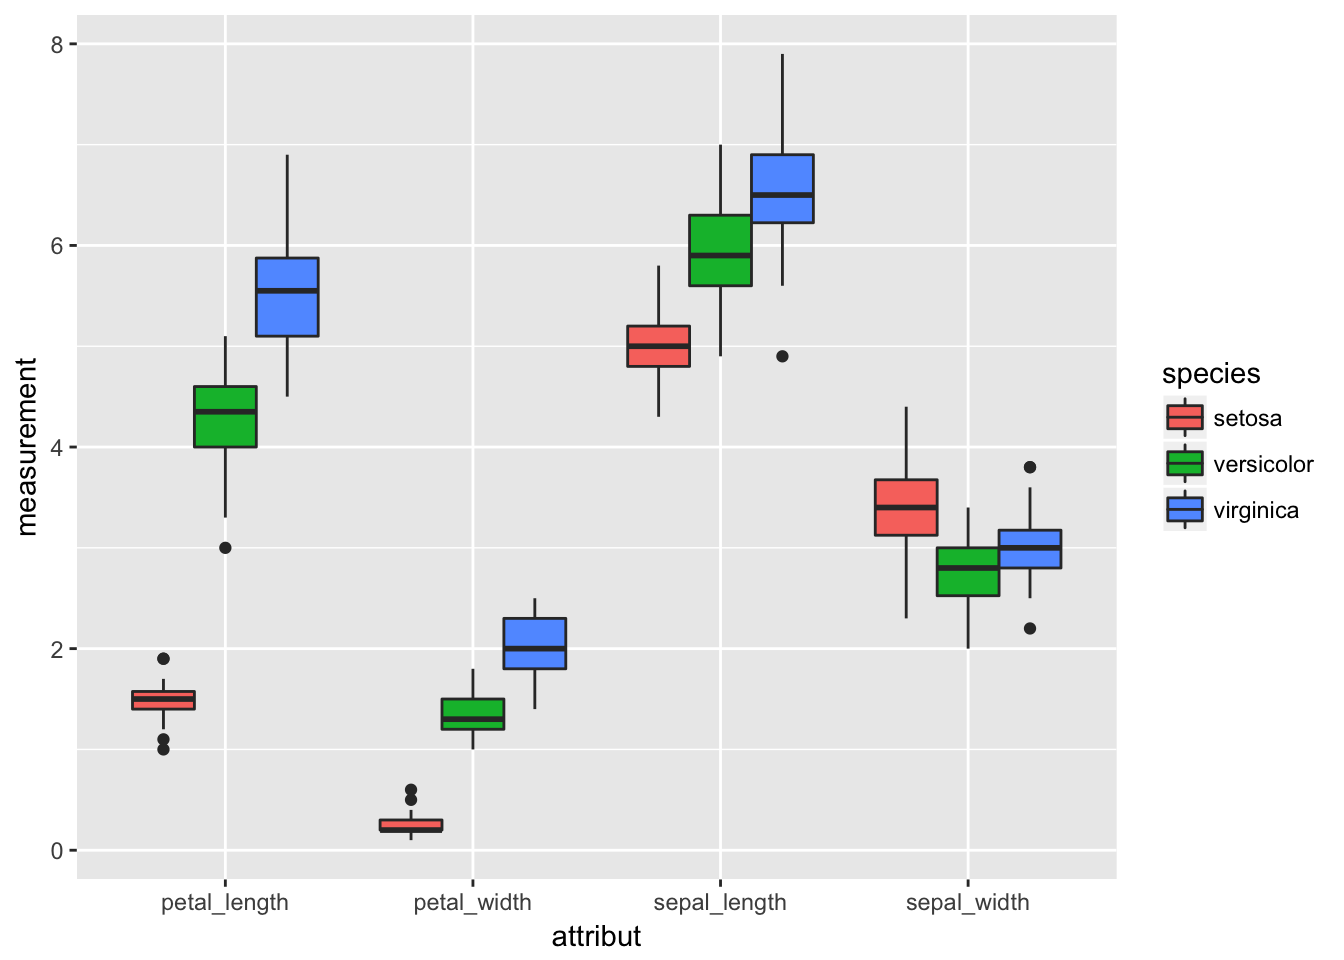 8
6
4
2
0
measurement
petal_length
petal_width
sepal_length
sepal_width
attribut
species
setosa
versicolor
virginica